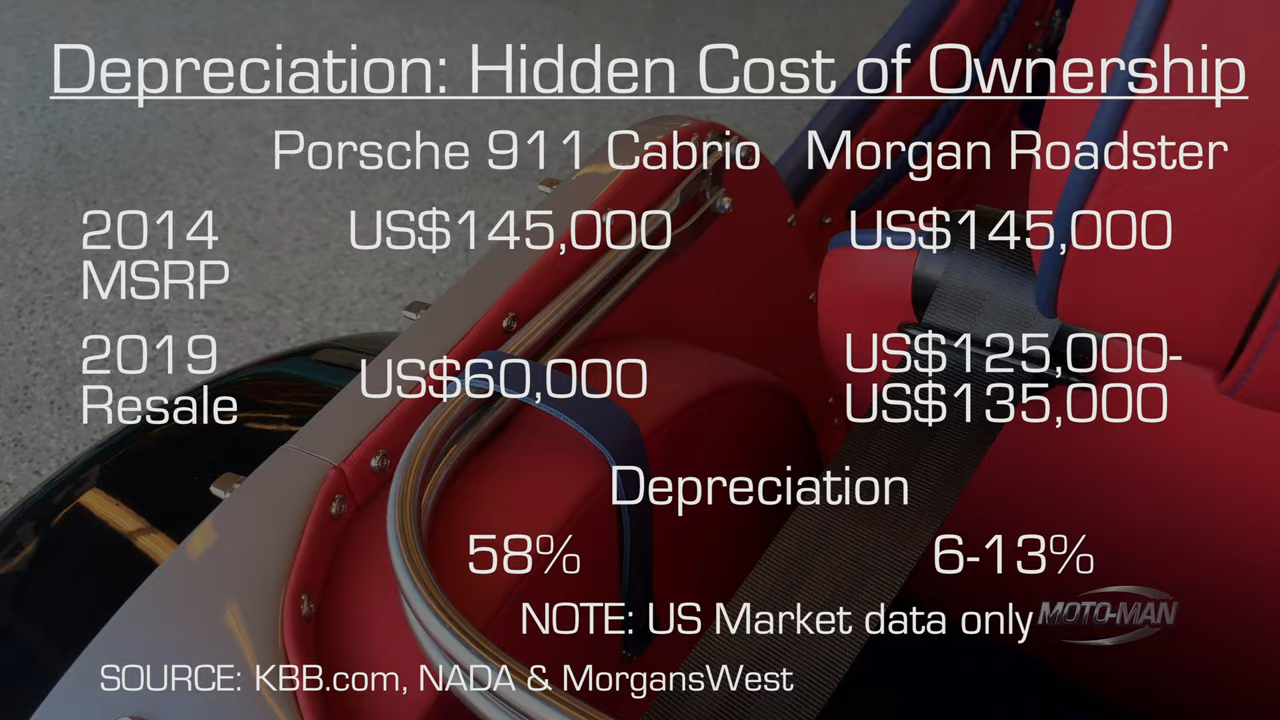 Depreciation: Hidden Cost of Ownership
Porsche 911 Cabrio Morgan Roadster
2014 MSRP US$145,000 US$145,000
2019 Resale US$60,000 US$125,000-US$135,000
Depreciation
58% 6-13%
NOTE: US Market data only
MOTO-MAN
SOURCE: KBB.com, NADA & MorgansWest